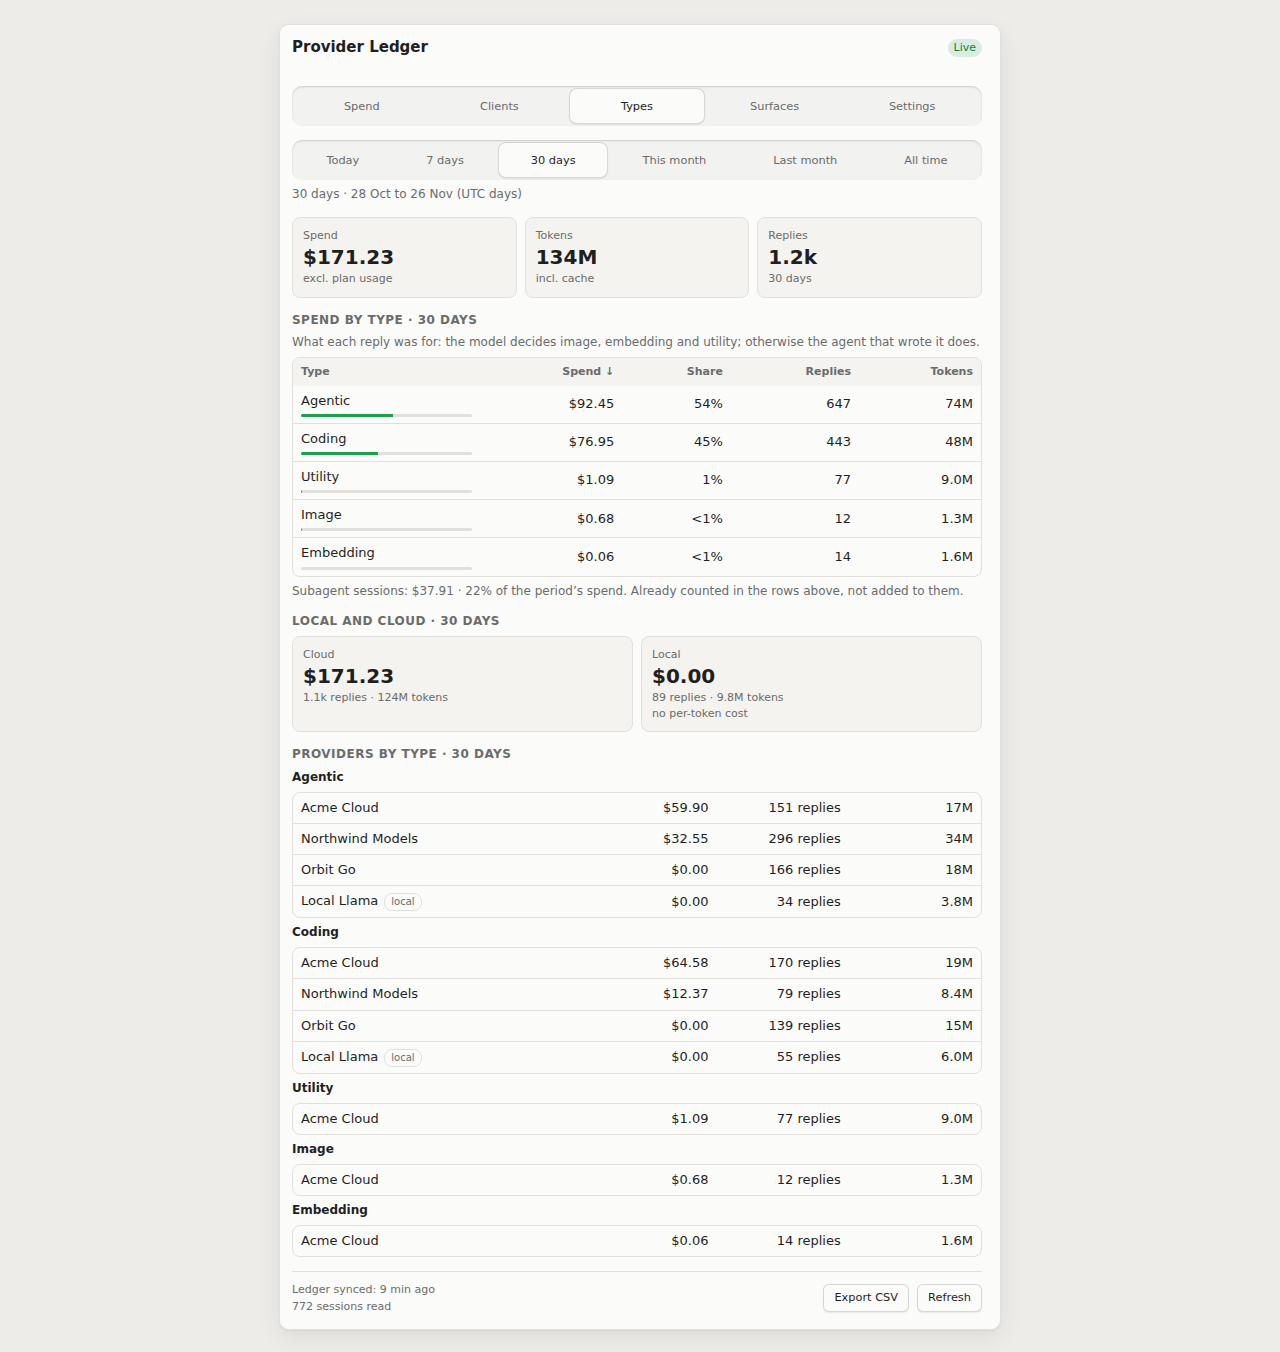 Provider Ledger
Live
Spend Clients Types Surfaces Settings
Today 7 days 30 days This month Last month All time
30 days · 28 Oct to 26 Nov (UTC days)
Spend Tokens Replies
$171.23 134M 1.2k
excl. plan usage incl. cache 30 days
SPEND BY TYPE · 30 DAYS
What each reply was for: the model decides image, embedding and utility; otherwise the agent that wrote it does.
Type Spend ↓ Share Replies Tokens
Agentic $92.45 54% 647 74M
Coding $76.95 45% 443 48M
Utility $1.09 1% 77 9.0M
Image $0.68 <1% 12 1.3M
Embedding $0.06 <1% 14 1.6M
Subagent sessions: $37.91 · 22% of the period’s spend. Already counted in the rows above, not added to them.
LOCAL AND CLOUD · 30 DAYS
Cloud Local
$171.23 $0.00
1.1k replies · 124M tokens 89 replies · 9.8M tokens
no per-token cost
PROVIDERS BY TYPE · 30 DAYS
Agentic
Acme Cloud $59.90 151 replies 17M
Northwind Models $32.55 296 replies 34M
Orbit Go $0.00 166 replies 18M
Local Llama local $0.00 34 replies 3.8M
Coding
Acme Cloud $64.58 170 replies 19M
Northwind Models $12.37 79 replies 8.4M
Orbit Go $0.00 139 replies 15M
Local Llama local $0.00 55 replies 6.0M
Utility
Acme Cloud $1.09 77 replies 9.0M
Image
Acme Cloud $0.68 12 replies 1.3M
Embedding
Acme Cloud $0.06 14 replies 1.6M
Ledger synced: 9 min ago
772 sessions read
Export CSV Refresh